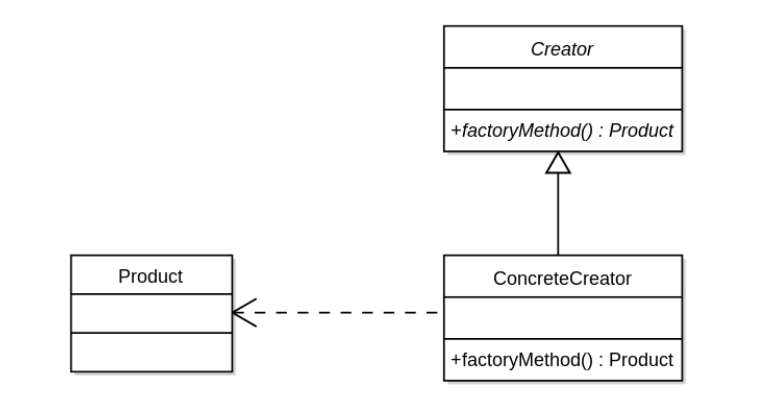 Creator
+factoryMethod() : Product
Product
ConcreteCreator
+factoryMethod() : Product